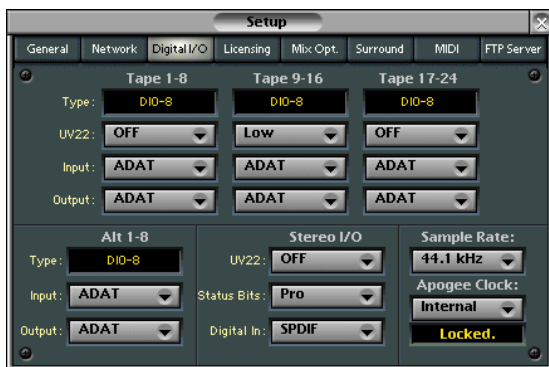 Setup
General Network Digital I/O Licensing Mix Opt. Surround MIDI FTP Server
Tape 1-8 Tape 9-16 Tape 17-24
Type: DIO-8 DIO-8 DIO-8
UV22: OFF Low OFF
Input: ADAT ADAT ADAT
Output: ADAT ADAT ADAT
Alt 1-8
Type: DIO-8
Input: ADAT
Output: ADAT
Stereo I/O
UV22: OFF
Status Bits: Pro
Digital In: SPDIF
Sample Rate:
44.1 kHz
Apogee Clock:
Internal
Locked.